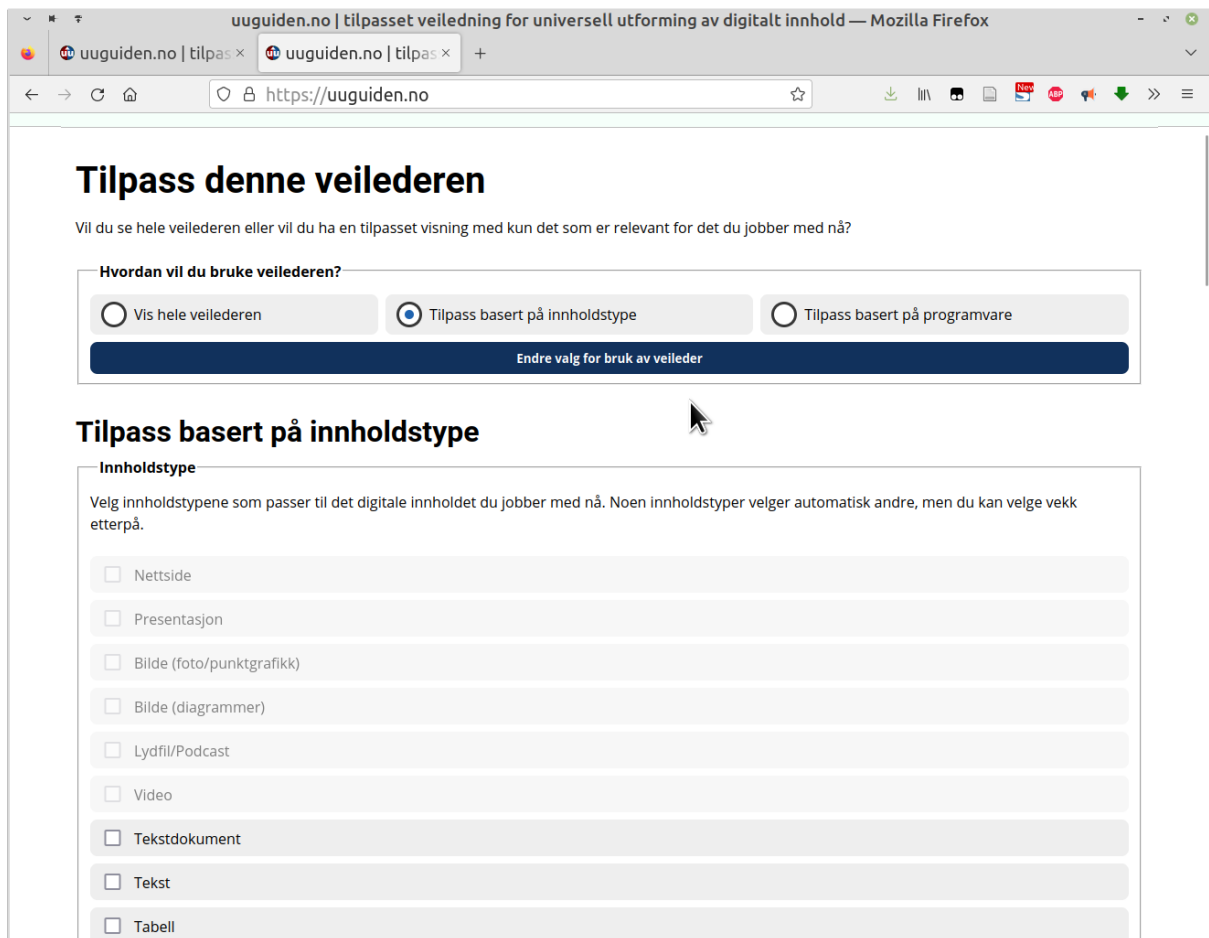 uuguiden.no | tilpasset veiledning for universell utforming av digitalt innhold — Mozilla Firefox
uuguiden.no | tilpas
uuguiden.no | tilpas
https://uuguiden.no
New
ABP
Tilpass denne veilederen
Vil du se hele veilederen eller vil du ha en tilpasset visning med kun det som er relevant for det du jobber med nå?
Hvordan vil du bruke veilederen?
Vis hele veilederen
Tilpass basert på innholdstype
Tilpass basert på programvare
Endre valg for bruk av veileder
Tilpass basert på innholdstype
Innholdstype
Velg innholdstypene som passer til det digitale innholdet du jobber med nå. Noen innholdstyper velger automatisk andre, men du kan velge vekk
etterpå.
Nettside
Presentasjon
Bilde (foto/punktgrafikk)
Bilde (diagrammer)
Lydfil/Podcast
Video
Tekstdokument
Tekst
Tabell